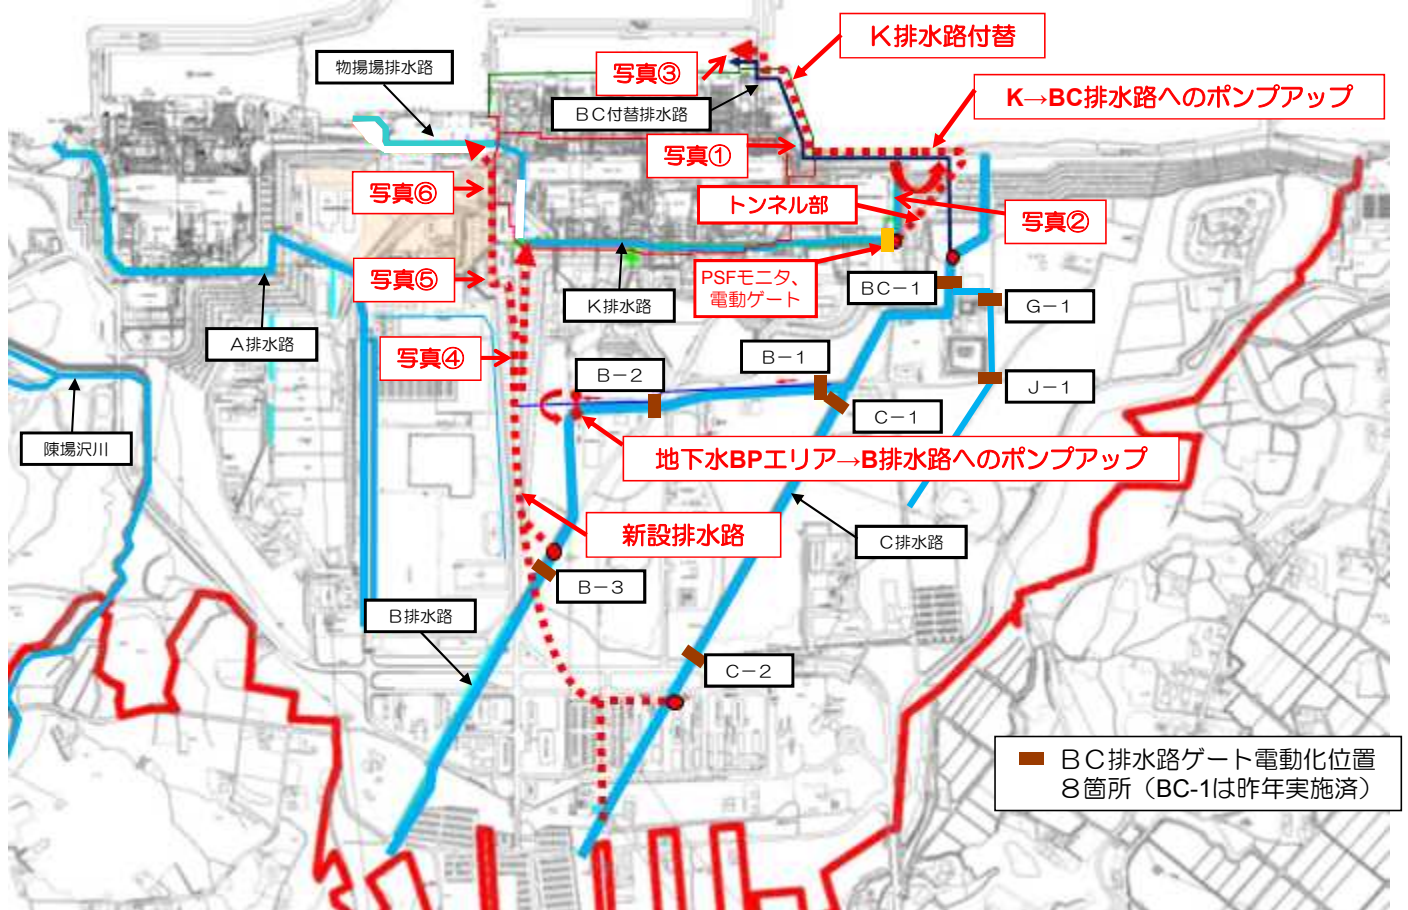 K排水路付替
物揚場排水路
写真③
K→BC排水路へのポンプアップ
BC付替排水路
写真①
写真⑥
トンネル部
写真②
写真⑤
PSFモニタ、
電動ゲート
BC−1
K排水路
G−1
A排水路
写真④
B−1
B−2
J−1
C−1
陳場沢川
地下水BPエリア→B排水路へのポンプアップ
新設排水路
C排水路
B−3
B排水路
C−2
BC排水路ゲート電動化位置
8箇所（BC-1は昨年実施済）